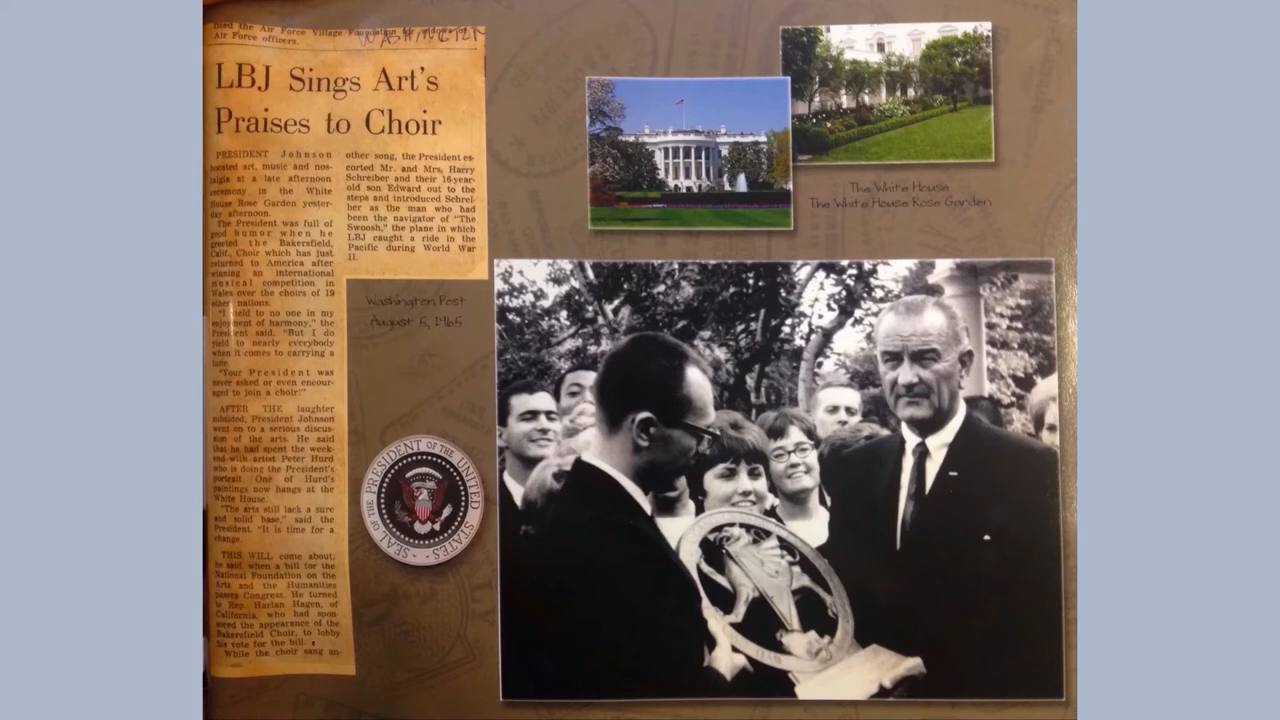 bited the Air Force Village Foundation for widows of
Air Force officers.
WASHINGTON
LBJ Sings Art's
Praises to Choir
PRESIDENT Johnson
boosted art, music and nos-
talgia at a late afternoon
ceremony in the White
House Rose Garden yester-
day afternoon.
The President was full of
good humor when he
greeted the Bakersfield,
Calif., Choir which has just
returned to America after
winning an international
musical competition in
Wales over the choirs of 19
other nations.
"I yield to no one in my
enjoyment of harmony," the
President said. "But I do
yield to nearly everybody
when it comes to carrying a
tune.
"Your President was
never asked or even encour-
aged to join a choir!"
AFTER THE laughter
subsided, President Johnson
went on to a serious discus-
sion of the arts. He said
that he had spent the week-
end with artist Peter Hurd
who is doing the President's
portrait. One of Hurd's
paintings now hangs at the
White House.
"The arts still lack a sure
and solid base," said the
President. "It is time for a
change.
THIS WILL come about,
he said, when a bill for the
National Foundation on the
Arts and the Humanities
passes Congress. He turned
to Rep. Harlan Hagen, of
California, who had spon-
sored the appearance of the
Bakersfield Choir, to lobby
his vote for the bill.
While the choir sang an-
other song, the President es-
corted Mr. and Mrs. Harry
Schreiber and their 16-year-
old son Edward out to the
steps and introduced Schrei-
ber as the man who had
been the navigator of "The
Swoosh," the plane in which
LBJ caught a ride in the
Pacific during World War
II.
Washington Post
August 5, 1965
SEAL OF THE PRESIDENT OF THE UNITED STATES
The White House
The White House Rose Garden